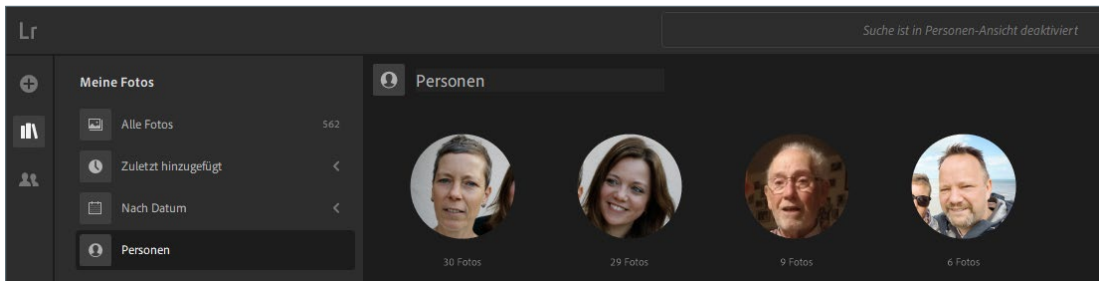 Lr
Suche ist in Personen-Ansicht deaktiviert
Meine Fotos
Personen
Alle Fotos 562
Zuletzt hinzugefügt
Nach Datum
Personen
30 Fotos 29 Fotos 9 Fotos 6 Fotos